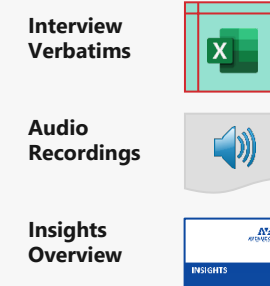 Interview
Verbatims
X
Audio
Recordings
Insights
Overview
INSIGHTS